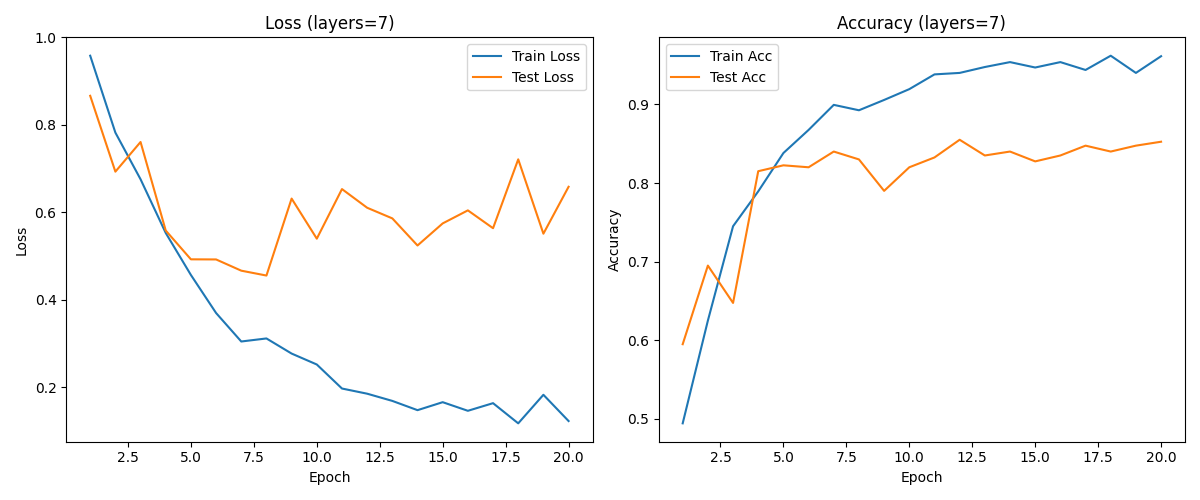 Loss (layers=7)
1.0
0.8
0.6
0.4
0.2
Loss
2.5 5.0 7.5 10.0 12.5 15.0 17.5 20.0
Epoch
Train Loss
Test Loss
Accuracy (layers=7)
0.9
0.8
0.7
0.6
0.5
Accuracy
2.5 5.0 7.5 10.0 12.5 15.0 17.5 20.0
Epoch
Train Acc
Test Acc